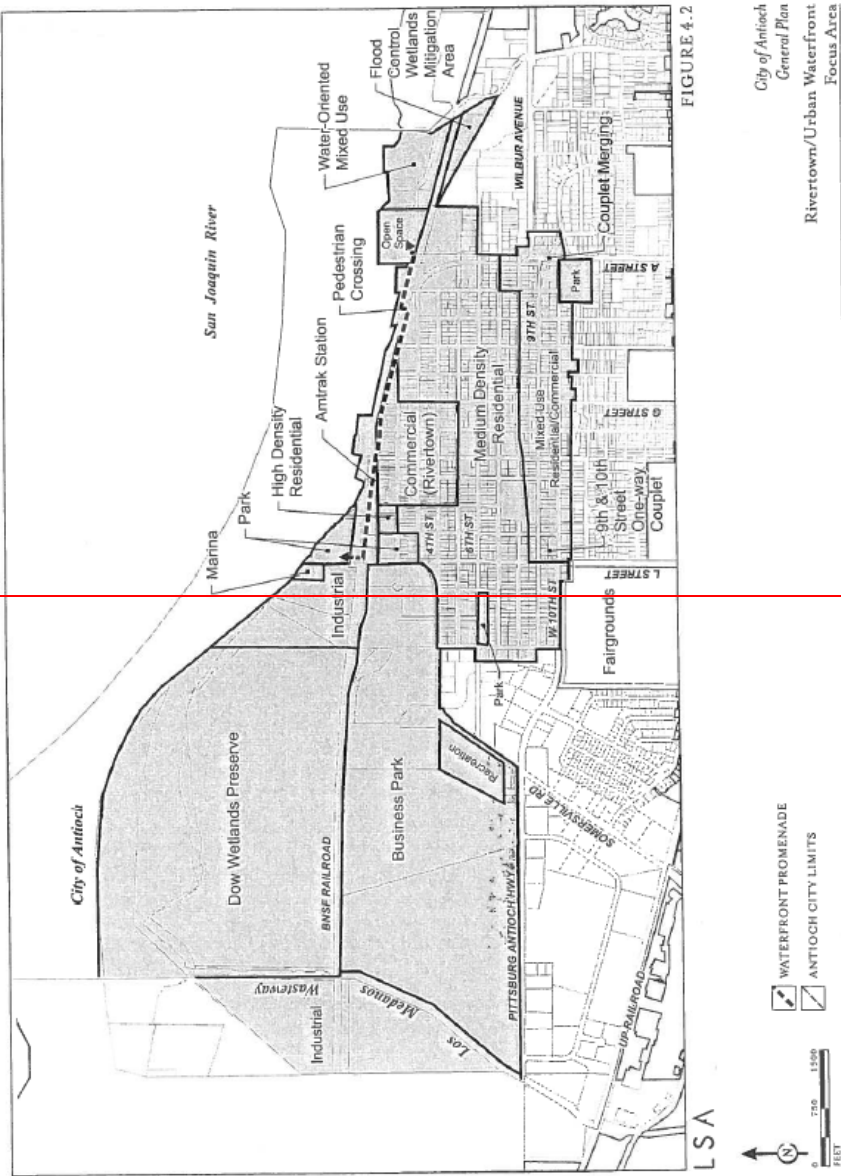 City of Antioch
San Joaquin River
Marina
Park
High Density
Residential
Amtrak Station
Pedestrian
Crossing
Water-Oriented
Mixed Use
Flood
Control
Wetlands
Mitigation
Area
Open
Space
Dow Wetlands Preserve
Industrial
Wasteway
Los
Medanos
BNSF RAILROAD
Industrial
Business Park
Recreation
PITTSBURG ANTIOCH HWY
Commercial
(Rivertown)
4TH ST
6TH ST
Medium Density
Residential
Park
W 10TH ST
9TH ST
Mixed Use
Residential/Commercial
WILBUR AVENUE
Couplet Merging
Park
A STREET
G STREET
L STREET
9th & 10th
Street
One-way
Couplet
Fairgrounds
SOMERSVILLE RD
UP RAILROAD
LSA
FIGURE 4.2
N
0 750 1500
FEET
WATERFRONT PROMENADE
ANTIOCH CITY LIMITS
City of Antioch
General Plan
Rivertown/Urban Waterfront
Focus Area